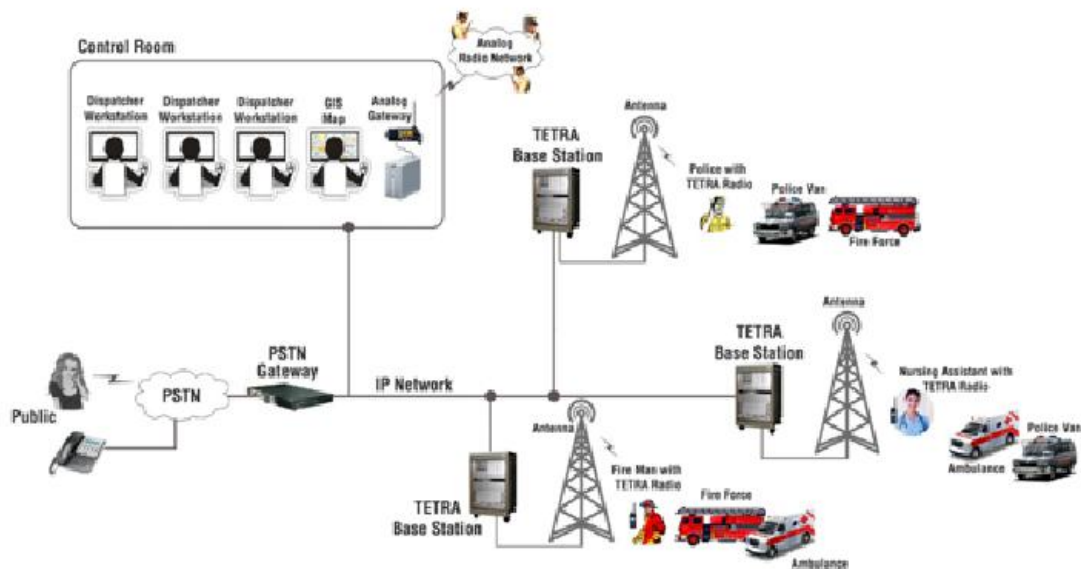 Control Room
Analog
Radio Network
Dispatcher
Workstation
Dispatcher
Workstation
Dispatcher
Workstation
GIS
Map
Analog
Gateway
TETRA
Base Station
Antenna
Police with
TETRA Radio
Police Van
Fire Force
Public
PSTN
PSTN
Gateway
IP Network
TETRA
Base Station
Antenna
Nursing Assistant with
TETRA Radio
Ambulance
Police Van
TETRA
Base Station
Antenna
Fire Man with
TETRA Radio
Fire Force
Ambulance